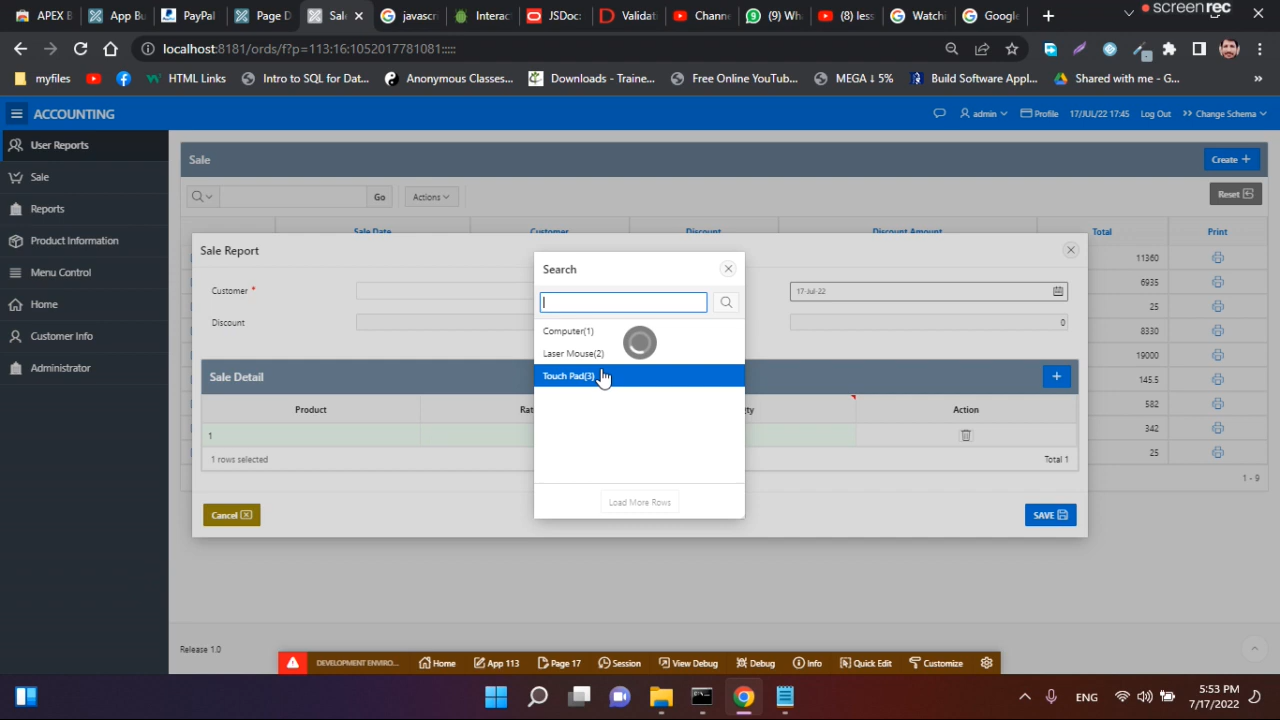 APEX B
App Bu
PayPal
Page D
Sal
javascr
Interac
JSDoc
Valida
Chann
(9) Wh
(8) less
Watchi
Google
screenrec
localhost:8181/ords/f?p=113:16:1052017781081:::::
myfiles
HTML Links
Intro to SQL for Dat...
Anonymous Classes...
Downloads - Traine...
Free Online YouTub...
MEGA ↓ 5%
Build Software Appl...
Shared with me - G...
»
ACCOUNTING
admin
Profile
17/JUL/22 17:45
Log Out
>> Change Schema
User Reports
Sale
Reports
Product Information
Menu Control
Home
Customer Info
Administrator
Sale
Create +
Go
Actions
Reset
Sale Date
Customer
Discount
Discount Amount
Total
Print
11360
6935
25
8330
19000
145.5
582
342
25
1 - 9
Sale Report
Customer *
17-Jul-22
Discount
0
Sale Detail
+
Product
Rat
ty
Action
1
1 rows selected
Total 1
Cancel
SAVE
Search
Computer(1)
Laser Mouse(2)
Touch Pad(3)
Load More Rows
Release 1.0
DEVELOPMENT ENVIRO...
Home
App 113
Page 17
Session
View Debug
Debug
Info
Quick Edit
Customize
ENG
5:53 PM
7/17/2022